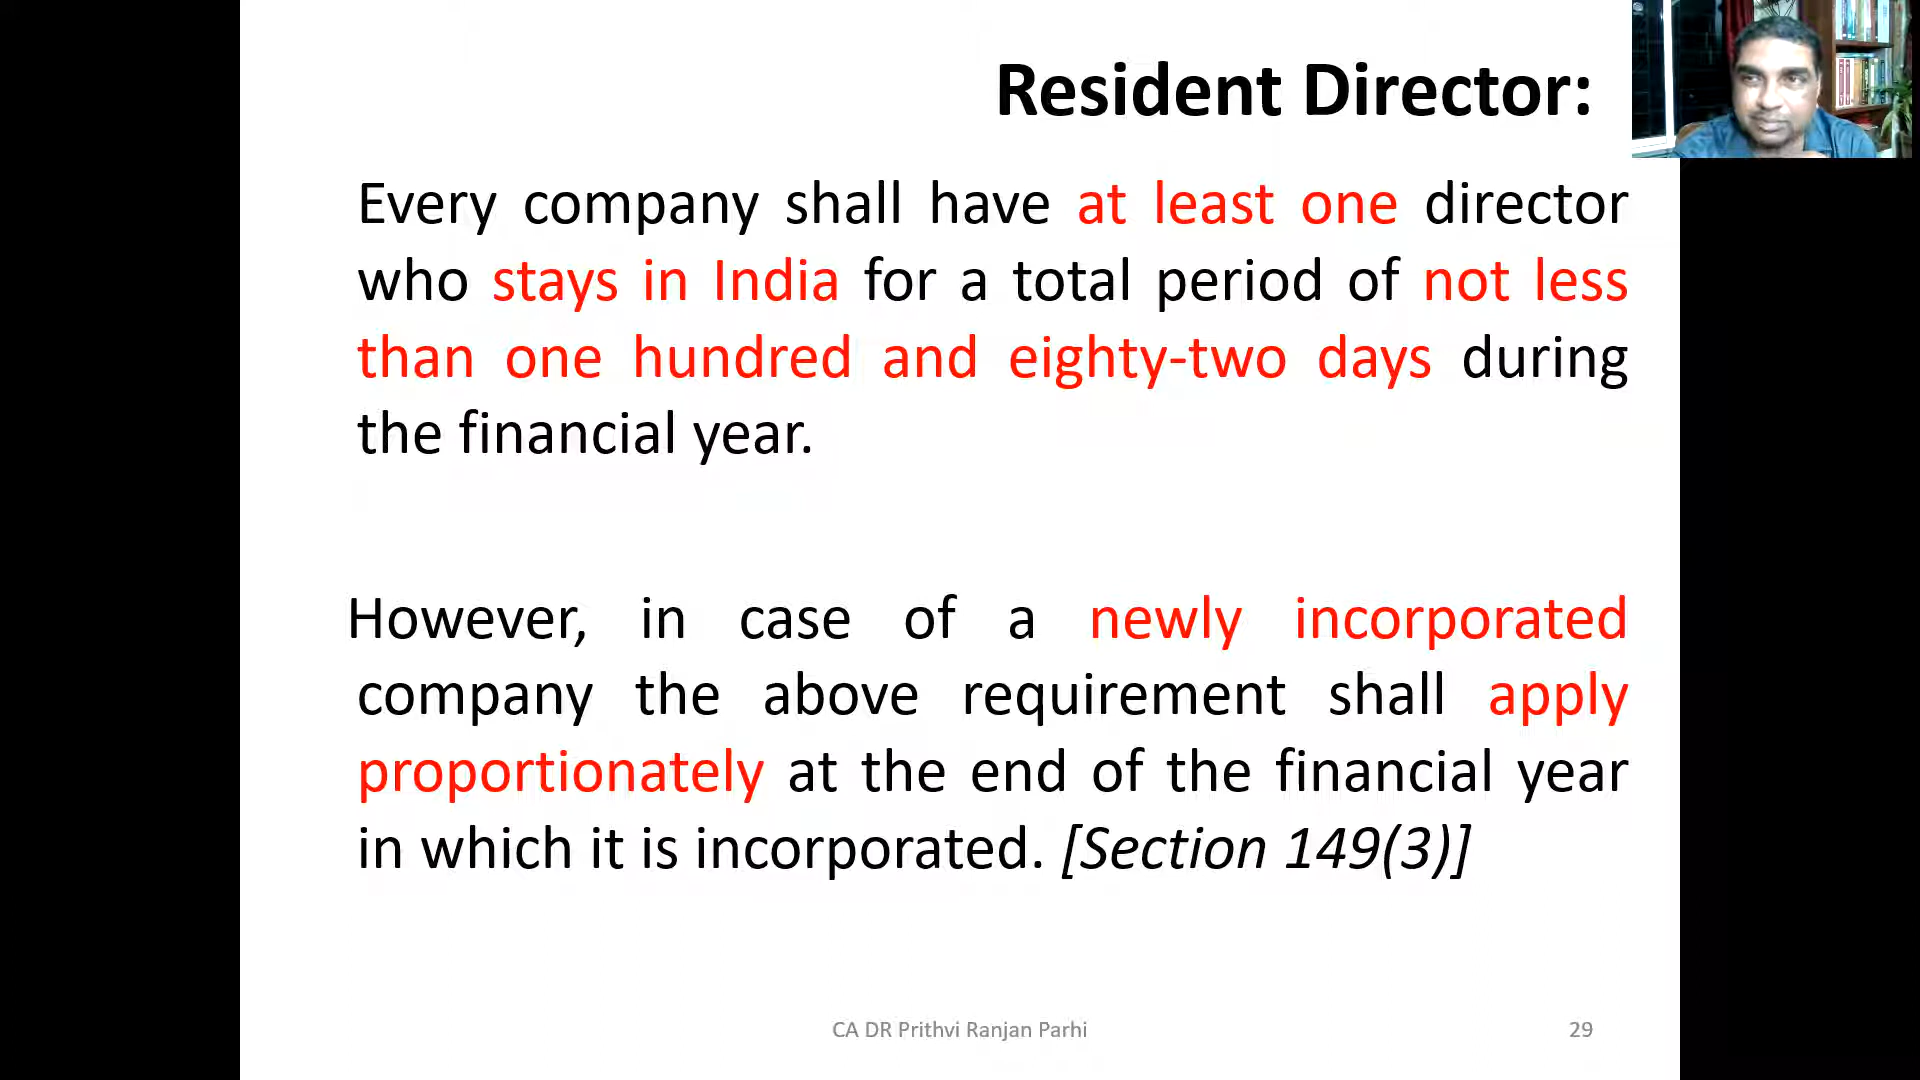 Resident Director:
Every company shall have at least one director
who stays in India for a total period of not less
than one hundred and eighty-two days during
the financial year.
However, in case of a newly incorporated
company the above requirement shall apply
proportionately at the end of the financial year
in which it is incorporated. [Section 149(3)]
CA DR Prithvi Ranjan Parhi
29